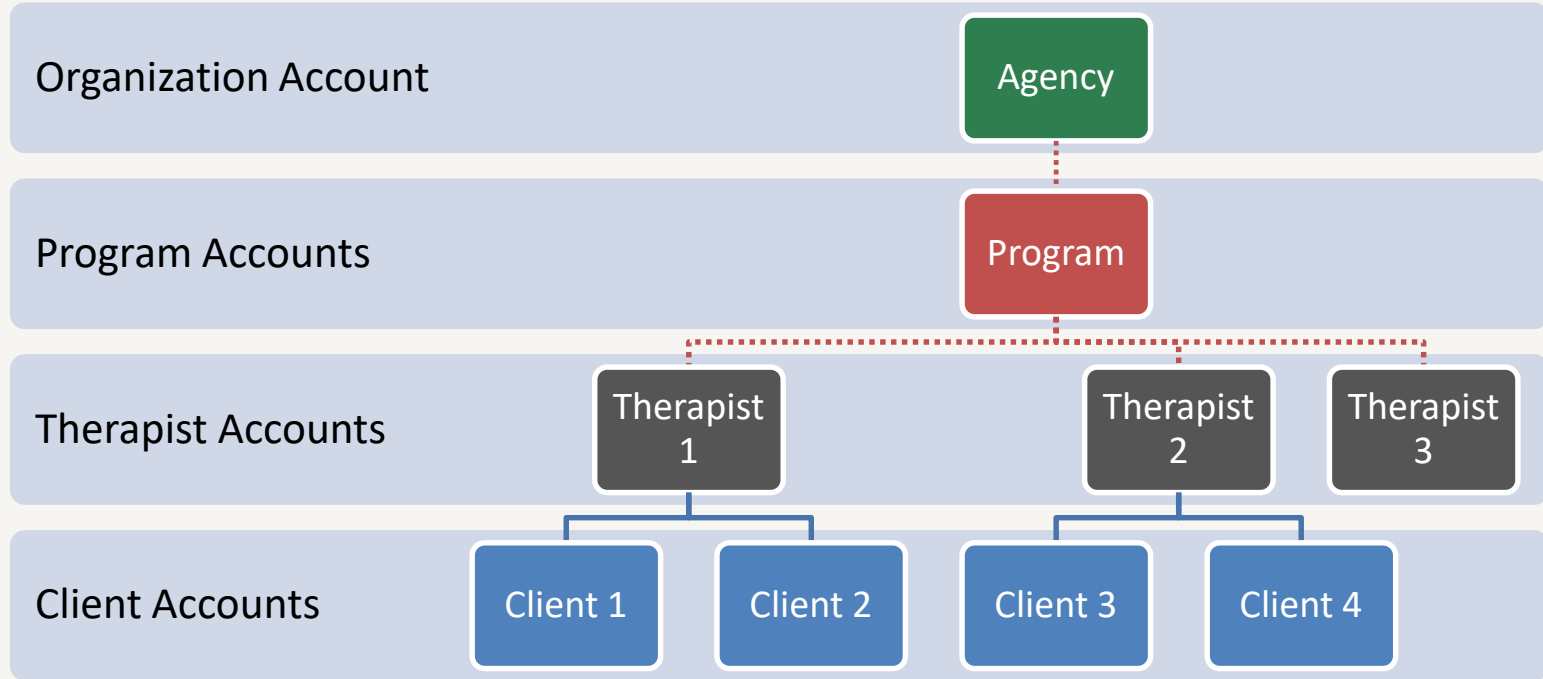 Organization Account
Agency
Program Accounts
Program
Therapist Accounts
Therapist
1
Therapist
2
Therapist
3
Client Accounts
Client 1
Client 2
Client 3
Client 4